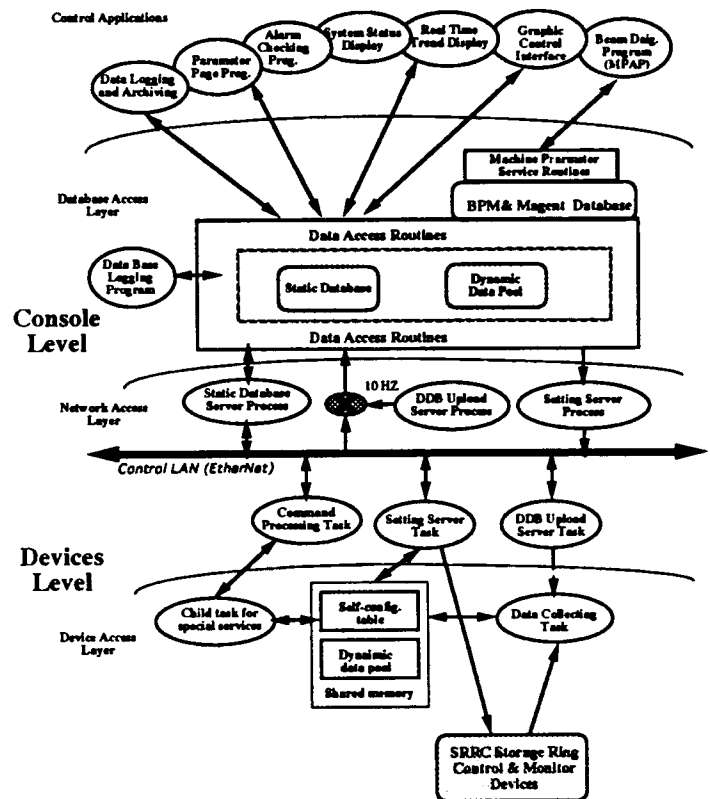 Control Applications
Data Logging
and Archiving
Parameter
Page Prog.
Alarm
Checking
Prog.
System Status
Display
Real Time
Trend Display
Graphic
Control
Interface
Beam Daig.
Program
(MPAP)
Machine Prarmeter
Service Routines
BPM & Magent Database
Database Access
Layer
Data Access Routines
Data Base
Logging
Program
Static Database
Dynamic
Data Pool
Console
Level
Data Access Routines
Network Access
Layer
Static Database
Server Process
10 HZ
DDB Upload
Server Process
Setting Server
Process
Control LAN (EtherNat)
Command
Processing Task
Setting Server
Task
DDB Upload
Server Task
Devices
Level
Device Access
Layer
Child task for
special services
Self-config.
table
Dynaimic
data pool
Shared memory
Data Collecting
Task
SRRC Storage Ring
Control & Monitor
Devices